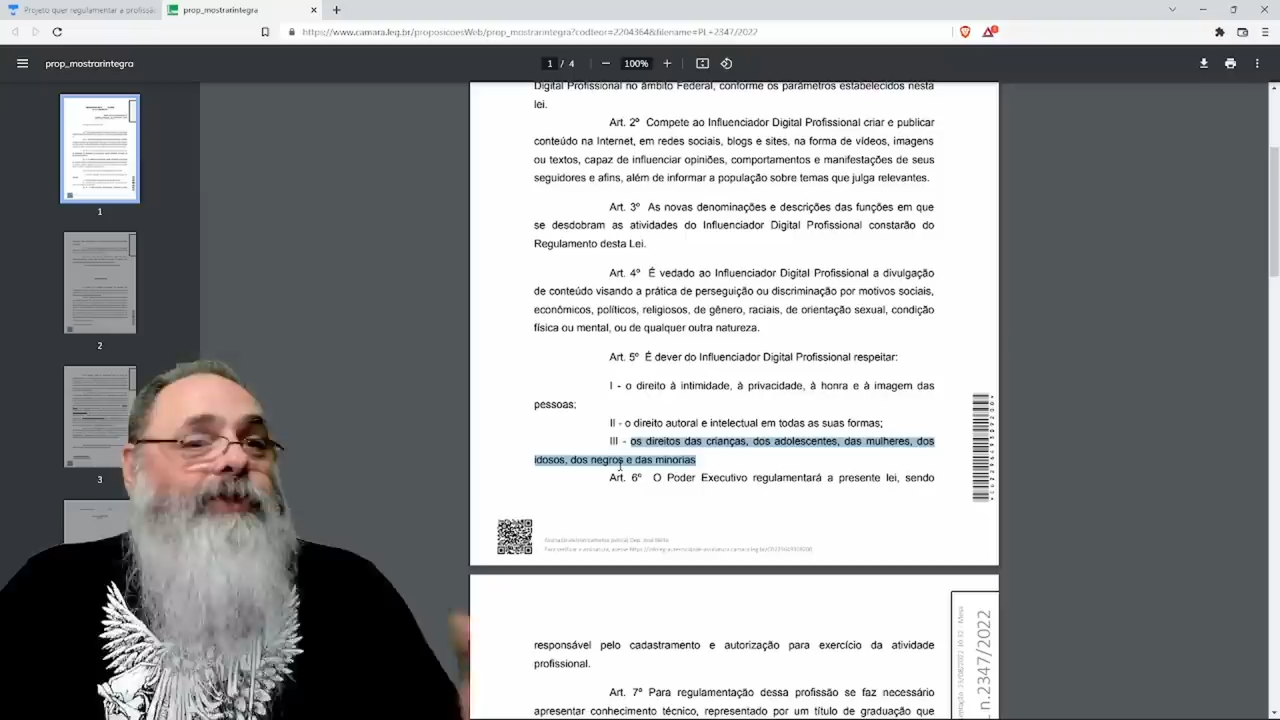 Projeto quer regulamentar a profissã
prop_mostrarintegra
https://www.camara.leg.br/proposicoesWeb/prop_mostrarintegra?codteor=2204364&filename=PL+2347/2022
prop_mostrarintegra
1 / 4
100%
1
2
3
Digital Profissional no âmbito Federal, conforme os parâmetros estabelecidos nesta
lei.
Art. 2º Compete ao Influenciador Digital Profissional criar e publicar
conteúdo na Internet, em redes sociais, blogs e sites, na forma de vídeos, imagens
ou textos, capaz de influenciar opiniões, comportamentos e manifestações de seus
seguidores e afins, além de informar a população sobre temas que julga relevantes.
Art. 3º As novas denominações e descrições das funções em que
se desdobram as atividades do Influenciador Digital Profissional constarão do
Regulamento desta Lei.
Art. 4º É vedado ao Influenciador Digital Profissional a divulgação
de conteúdo visando a prática de perseguição ou discriminação por motivos sociais,
econômicos, políticos, religiosos, de gênero, raciais, de orientação sexual, condição
física ou mental, ou de qualquer outra natureza.
Art. 5º É dever do Influenciador Digital Profissional respeitar:
I - o direito à intimidade, à privacidade, à honra e à imagem das
pessoas;
II - o direito autoral e intelectual em todas as suas formas;
III - os direitos das crianças, dos adolescentes, das mulheres, dos
idosos, dos negros e das minorias
Art. 6º O Poder Executivo regulamentará a presente lei, sendo
responsável pelo cadastramento e autorização para exercício da atividade
profissional.
Art. 7º Para regulamentação dessa profissão se faz necessário
apresentar conhecimento técnico, representado por um título de graduação que
n.2347/2022